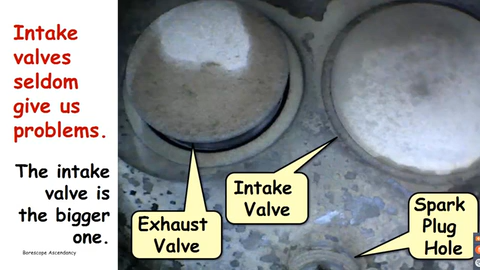 Intake
valves
seldom
give us
problems.
The intake
valve is
the bigger
one.
Borescope Ascendancy
Exhaust
Valve
Intake
Valve
Spark
Plug
Hole